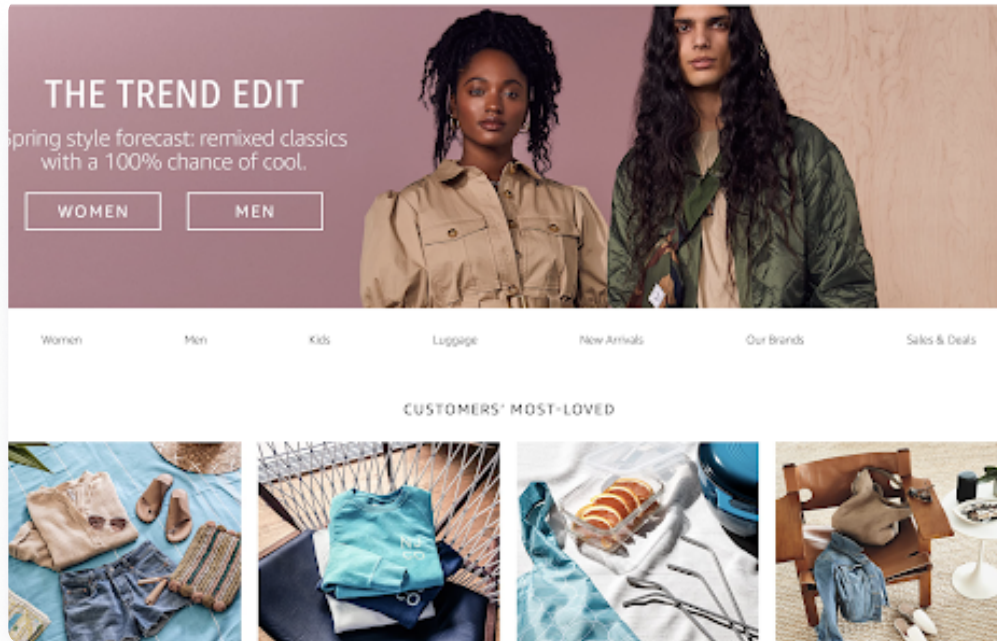 THE TREND EDIT
Spring style forecast: remixed classics
with a 100% chance of cool.
WOMEN MEN
Women Men Kids Luggage New Arrivals Our Brands Sales & Deals
CUSTOMERS' MOST-LOVED